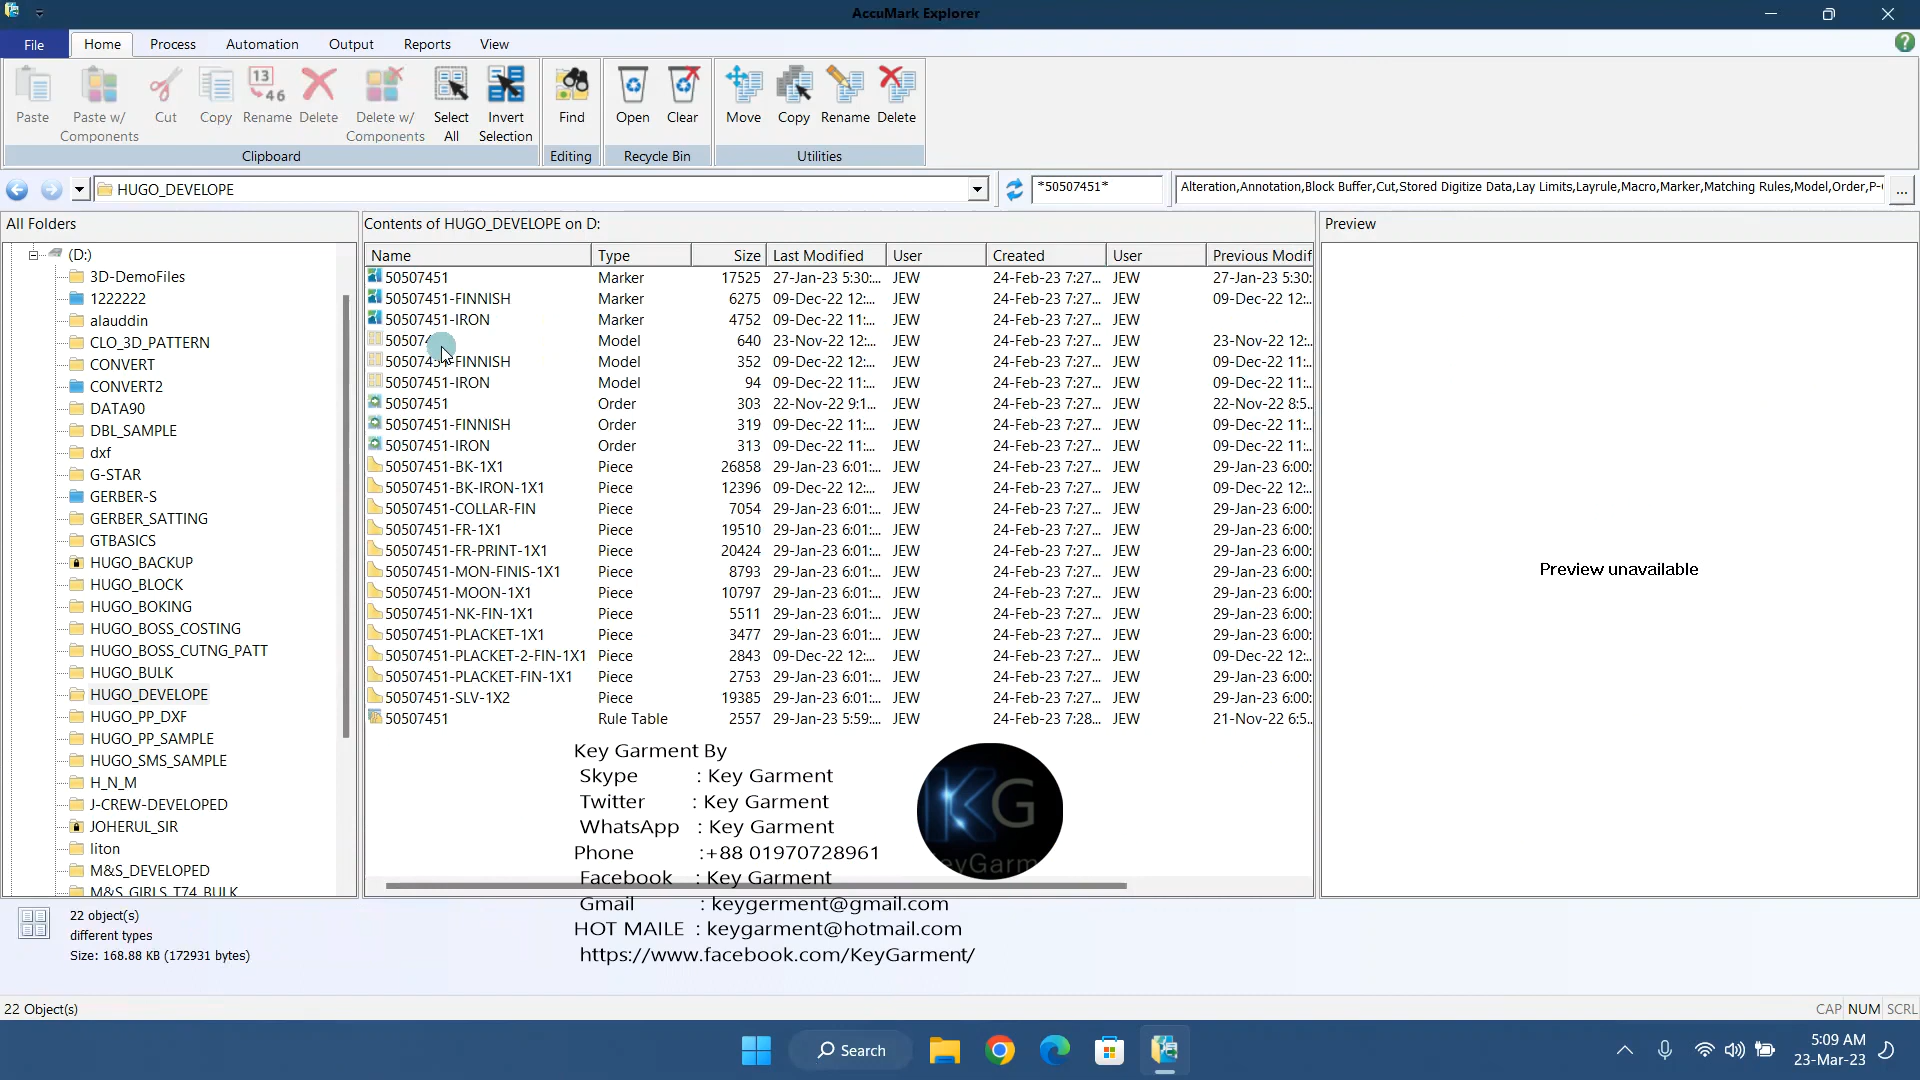 AccuMark Explorer
File Home Process Automation Output Reports View
Paste Paste w/ Components Cut Copy Rename Delete Delete w/ Components Select All Invert Selection Find Open Clear Move Copy Rename Delete
13 46
Clipboard Editing Recycle Bin Utilities
HUGO_DEVELOPE *50507451* Alteration,Annotation,Block Buffer,Cut,Stored Digitize Data,Lay Limits,Layrule,Macro,Marker,Matching Rules,Model,Order,P- ...
All Folders
(D:)
3D-DemoFiles
1222222
alauddin
CLO_3D_PATTERN
CONVERT
CONVERT2
DATA90
DBL_SAMPLE
dxf
G-STAR
GERBER-S
GERBER_SATTING
GTBASICS
HUGO_BACKUP
HUGO_BLOCK
HUGO_BOKING
HUGO_BOSS_COSTING
HUGO_BOSS_CUTNG_PATT
HUGO_BULK
HUGO_DEVELOPE
HUGO_PP_DXF
HUGO_PP_SAMPLE
HUGO_SMS_SAMPLE
H_N_M
J-CREW-DEVELOPED
JOHERUL_SIR
liton
M&S_DEVELOPED
M&S_GIRLS_T74_BULK
Contents of HUGO_DEVELOPE on D:
Name Type Size Last Modified User Created User Previous Modif
50507451 Marker 17525 27-Jan-23 5:30:... JEW 24-Feb-23 7:27... JEW 27-Jan-23 5:30:
50507451-FINNISH Marker 6275 09-Dec-22 12:... JEW 24-Feb-23 7:27... JEW 09-Dec-22 12:..
50507451-IRON Marker 4752 09-Dec-22 11:... JEW 24-Feb-23 7:27... JEW
505074 Model 640 23-Nov-22 12:... JEW 24-Feb-23 7:27... JEW 23-Nov-22 12:..
50507451-FINNISH Model 352 09-Dec-22 12:... JEW 24-Feb-23 7:27... JEW 09-Dec-22 11:..
50507451-IRON Model 94 09-Dec-22 11:... JEW 24-Feb-23 7:27... JEW 09-Dec-22 11:..
50507451 Order 303 22-Nov-22 9:1... JEW 24-Feb-23 7:27... JEW 22-Nov-22 8:5..
50507451-FINNISH Order 319 09-Dec-22 11:... JEW 24-Feb-23 7:27... JEW 09-Dec-22 11:..
50507451-IRON Order 313 09-Dec-22 11:... JEW 24-Feb-23 7:27... JEW 09-Dec-22 11:..
50507451-BK-1X1 Piece 26858 29-Jan-23 6:01:... JEW 24-Feb-23 7:27... JEW 29-Jan-23 6:00:
50507451-BK-IRON-1X1 Piece 12396 09-Dec-22 12:... JEW 24-Feb-23 7:27... JEW 09-Dec-22 12:..
50507451-COLLAR-FIN Piece 7054 29-Jan-23 6:01:... JEW 24-Feb-23 7:27... JEW 29-Jan-23 6:00:
50507451-FR-1X1 Piece 19510 29-Jan-23 6:01:... JEW 24-Feb-23 7:27... JEW 29-Jan-23 6:00:
50507451-FR-PRINT-1X1 Piece 20424 29-Jan-23 6:01:... JEW 24-Feb-23 7:27... JEW 29-Jan-23 6:00:
50507451-MON-FINIS-1X1 Piece 8793 29-Jan-23 6:01:... JEW 24-Feb-23 7:27... JEW 29-Jan-23 6:00:
50507451-MOON-1X1 Piece 10797 29-Jan-23 6:01:... JEW 24-Feb-23 7:27... JEW 29-Jan-23 6:00:
50507451-NK-FIN-1X1 Piece 5511 29-Jan-23 6:01:... JEW 24-Feb-23 7:27... JEW 29-Jan-23 6:00:
50507451-PLACKET-1X1 Piece 3477 29-Jan-23 6:01:... JEW 24-Feb-23 7:27... JEW 29-Jan-23 6:00:
50507451-PLACKET-2-FIN-1X1 Piece 2843 09-Dec-22 12:... JEW 24-Feb-23 7:27... JEW 09-Dec-22 12:..
50507451-PLACKET-FIN-1X1 Piece 2753 29-Jan-23 6:01:... JEW 24-Feb-23 7:27... JEW 29-Jan-23 6:00:
50507451-SLV-1X2 Piece 19385 29-Jan-23 6:01:... JEW 24-Feb-23 7:27... JEW 29-Jan-23 6:00:
50507451 Rule Table 2557 29-Jan-23 5:59:... JEW 24-Feb-23 7:28... JEW 21-Nov-22 6:5..
Preview
Preview unavailable
Key Garment By
Skype : Key Garment
Twitter : Key Garment
WhatsApp : Key Garment
Phone :+88 01970728961
Facebook : Key Garment
Gmail : keygerment@gmail.com
HOT MAILE : keygarment@hotmail.com
https://www.facebook.com/KeyGarment/
KG
eyGarm
22 object(s)
different types
Size: 168.88 KB (172931 bytes)
22 Object(s) CAP NUM SCRL
Search
5:09 AM
23-Mar-23